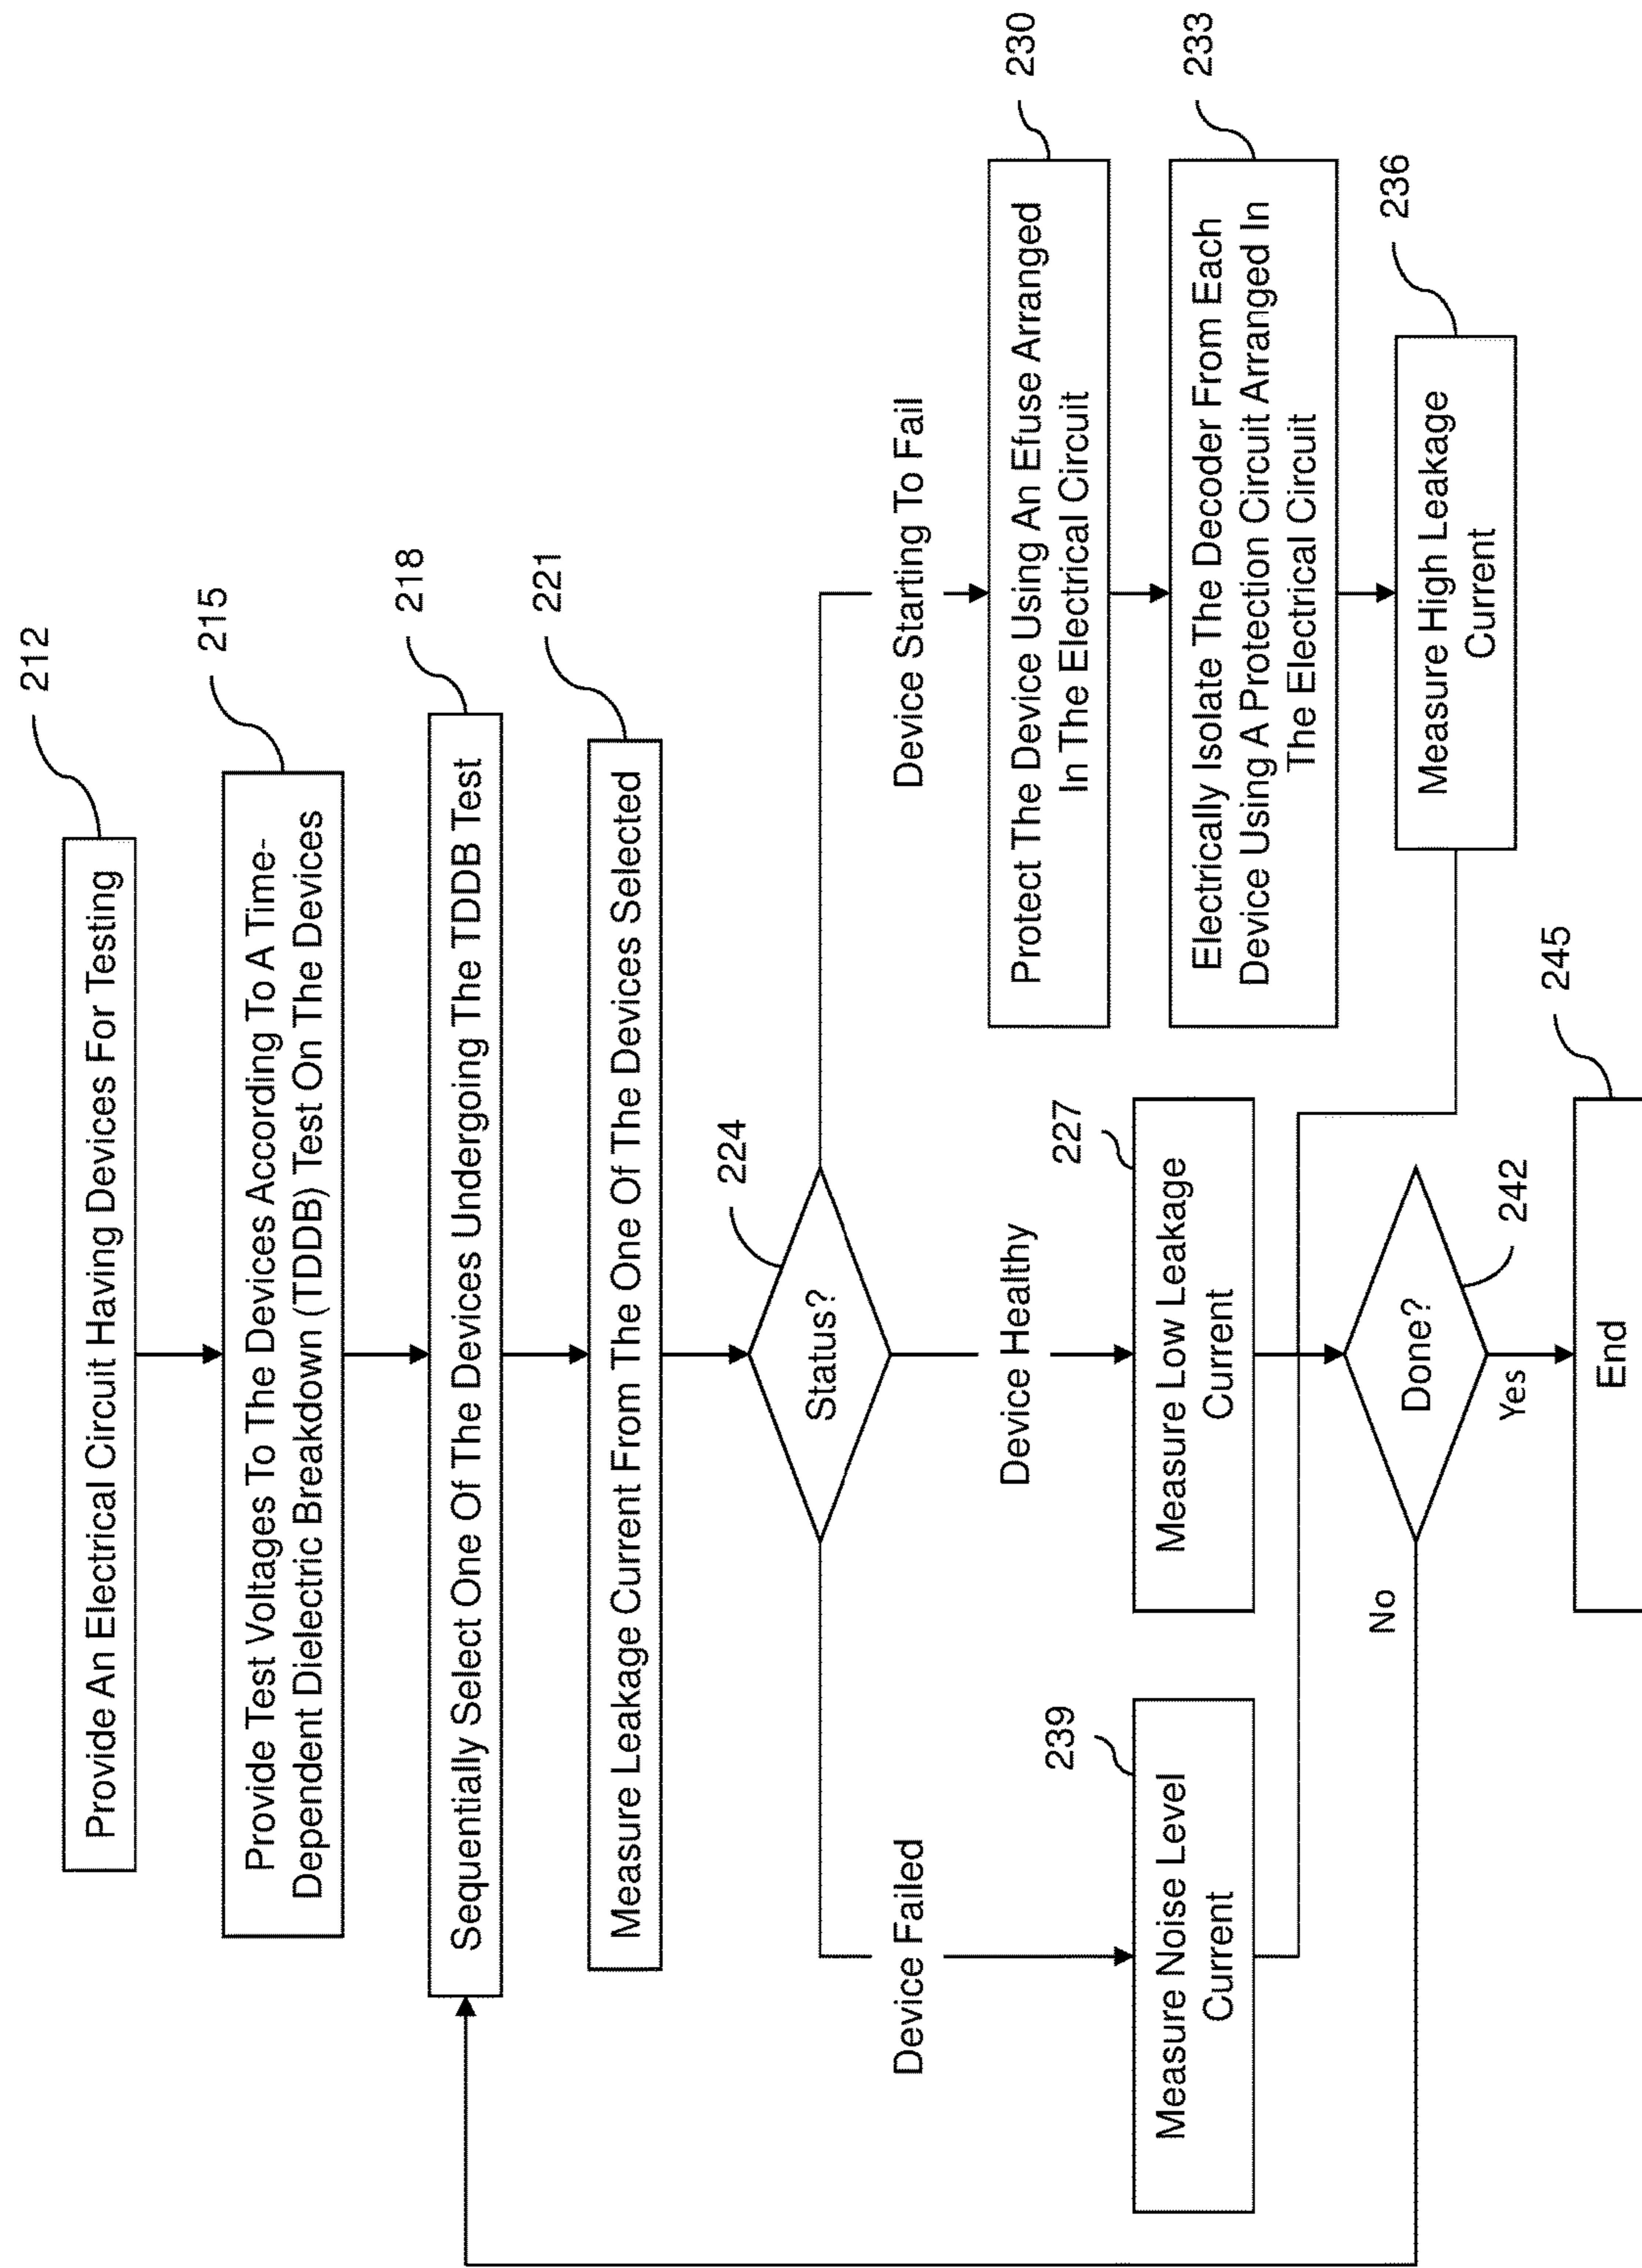 212
Provide An Electrical Circuit Having Devices For Testing
215
Provide Test Voltages To The Devices According To A Time-
Dependent Dielectric Breakdown (TDDB) Test On The Devices
218
Sequentially Select One Of The Devices Undergoing The TDDB Test
221
Measure Leakage Current From The One Of The Devices Selected
224
Status?
Device Failed
Device Healthy
Device Starting To Fail
230
Protect The Device Using An Efuse Arranged
In The Electrical Circuit
233
Electrically Isolate The Decoder From Each
Device Using A Protection Circuit Arranged In
The Electrical Circuit
239
Measure Noise Level
Current
227
Measure Low Leakage
Current
236
Measure High Leakage
Current
No
Done?
242
Yes
245
End